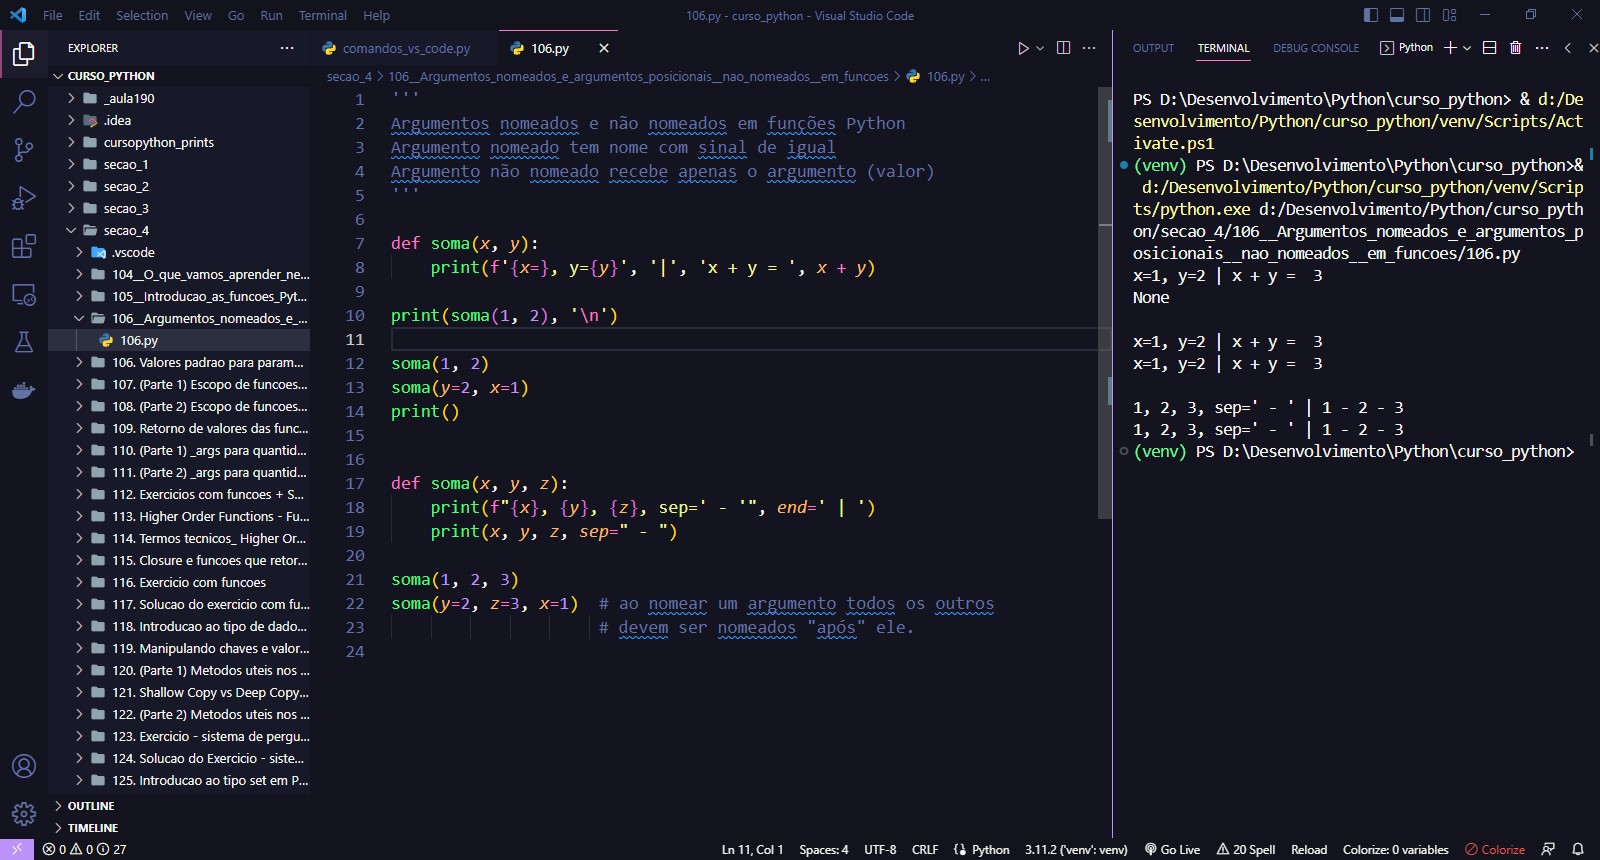 File Edit Selection View Go Run Terminal Help
106.py - curso_python - Visual Studio Code
EXPLORER
CURSO_PYTHON
_aula190
.idea
cursopython_prints
secao_1
secao_2
secao_3
secao_4
.vscode
104__O_que_vamos_aprender_ne...
105__Introducao_as_funcoes_Pyt...
106__Argumentos_nomeados_e_...
106.py
106. Valores padrao para param...
107. (Parte 1) Escopo de funcoes...
108. (Parte 2) Escopo de funcoes...
109. Retorno de valores das func...
110. (Parte 1) _args para quantid...
111. (Parte 2) _args para quantid...
112. Exercicios com funcoes + S...
113. Higher Order Functions - Fu...
114. Termos tecnicos_ Higher Or...
115. Closure e funcoes que retor...
116. Exercicio com funcoes
117. Solucao do exercicio com fu...
118. Introducao ao tipo de dado...
119. Manipulando chaves e valor...
120. (Parte 1) Metodos uteis nos ...
121. Shallow Copy vs Deep Copy...
122. (Parte 2) Metodos uteis nos ...
123. Exercicio - sistema de pergu...
124. Solucao do Exercicio - siste...
125. Introducao ao tipo set em P...
OUTLINE
TIMELINE
comandos_vs_code.py
106.py
secao_4 > 106__Argumentos_nomeados_e_argumentos_posicionais__nao_nomeados__em_funcoes > 106.py > ...
1 '''
2 Argumentos nomeados e não nomeados em funções Python
3 Argumento nomeado tem nome com sinal de igual
4 Argumento não nomeado recebe apenas o argumento (valor)
5 '''
6
7 def soma(x, y):
8     print(f'{x=}, y={y}', '|', 'x + y = ', x + y)
9
10 print(soma(1, 2), '\n')
11
12 soma(1, 2)
13 soma(y=2, x=1)
14 print()
15
16
17 def soma(x, y, z):
18     print(f"{x}, {y}, {z}, sep=' - '", end=' | ')
19     print(x, y, z, sep=" - ")
20
21 soma(1, 2, 3)
22 soma(y=2, z=3, x=1)  # ao nomear um argumento todos os outros
23                      # devem ser nomeados "após" ele.
24
OUTPUT TERMINAL DEBUG CONSOLE Python
PS D:\Desenvolvimento\Python\curso_python> & d:/De
senvolvimento/Python/curso_python/venv/Scripts/Act
ivate.ps1
(venv) PS D:\Desenvolvimento\Python\curso_python>&
d:/Desenvolvimento/Python/curso_python/venv/Scrip
ts/python.exe d:/Desenvolvimento/Python/curso_pyth
on/secao_4/106__Argumentos_nomeados_e_argumentos_p
osicionais__nao_nomeados__em_funcoes/106.py
x=1, y=2 | x + y =  3
None
x=1, y=2 | x + y =  3
x=1, y=2 | x + y =  3
1, 2, 3, sep=' - ' | 1 - 2 - 3
1, 2, 3, sep=' - ' | 1 - 2 - 3
(venv) PS D:\Desenvolvimento\Python\curso_python>
0 0 27 Ln 11, Col 1 Spaces: 4 UTF-8 CRLF Python 3.11.2 ('venv': venv) Go Live 20 Spell Reload Colorize: 0 variables Colorize